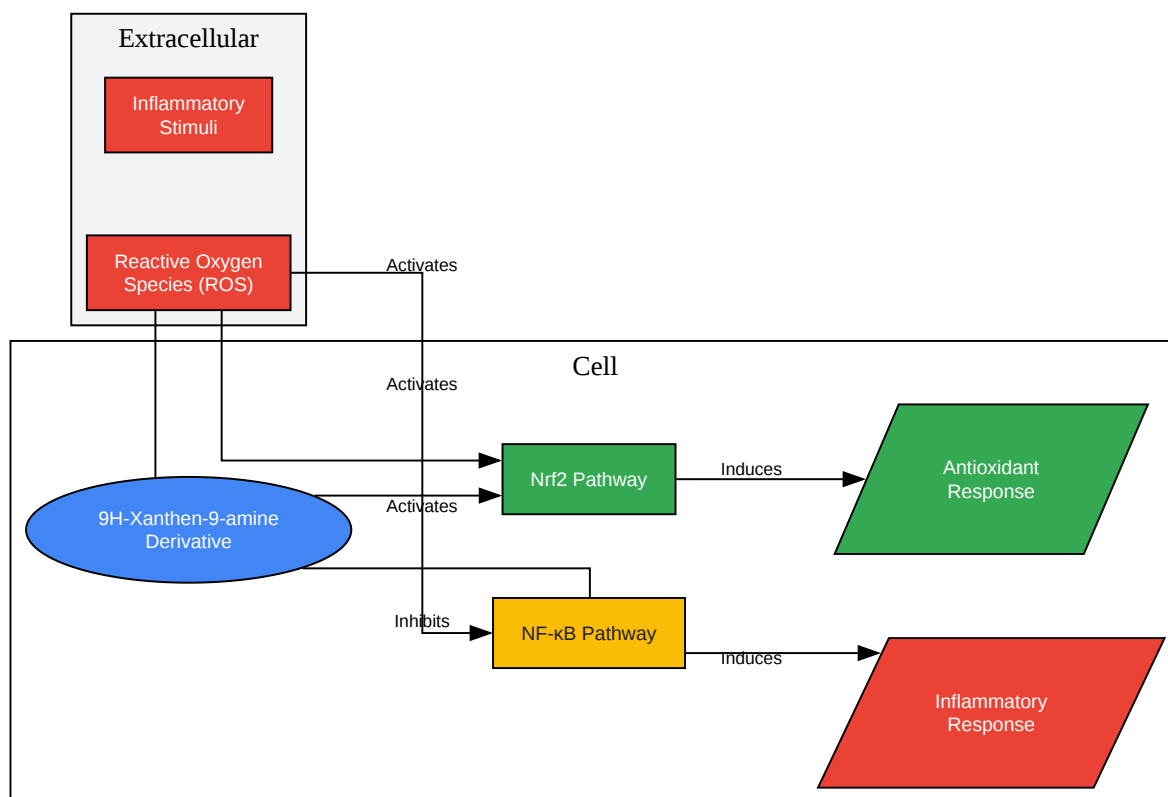 Extracellular
Inflammatory
Stimuli
Reactive Oxygen
Species (ROS)
Activates
Cell
Activates
Nrf2 Pathway
Induces
Antioxidant
Response
Activates
9H-Xanthen-9-amine
Derivative
Inhibits
NF-κB Pathway
Induces
Inflammatory
Response